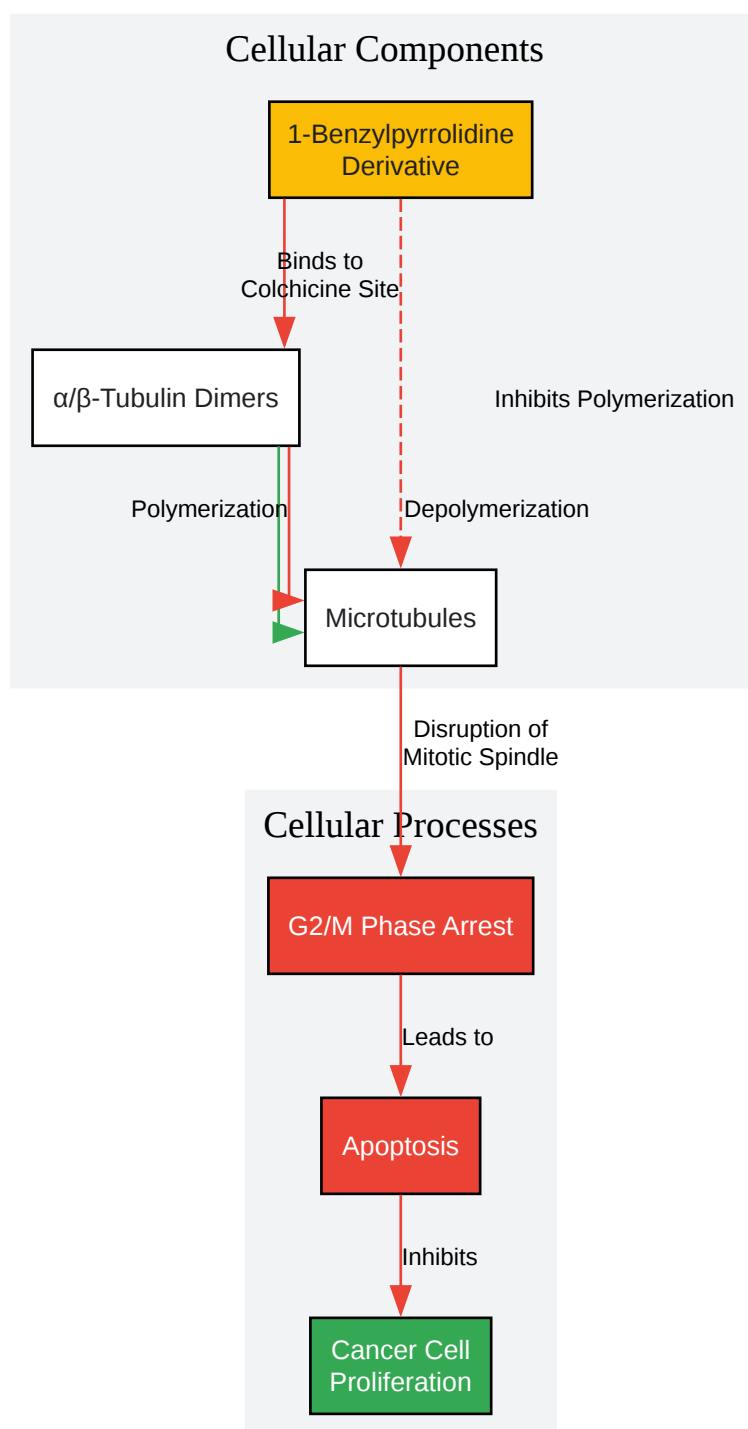 Cellular Components
1-Benzylpyrrolidine
Derivative
Binds to
Colchicine Site
α/β-Tubulin Dimers
Inhibits Polymerization
Polymerization
Depolymerization
Microtubules
Disruption of
Mitotic Spindle
Cellular Processes
G2/M Phase Arrest
Leads to
Apoptosis
Inhibits
Cancer Cell
Proliferation